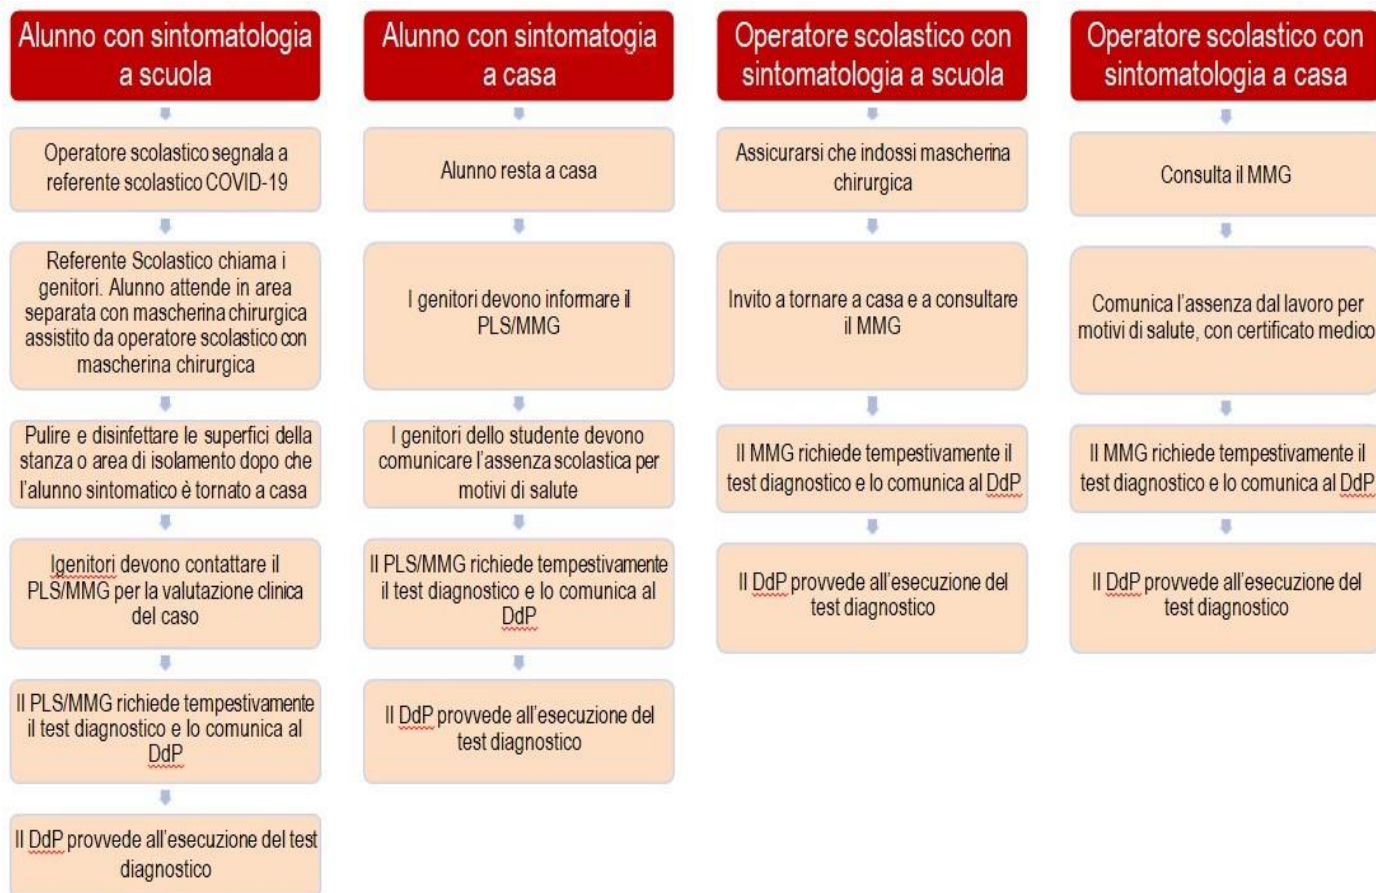 Alunno con sintomatologia
a scuola
Operatore scolastico segnala a
referente scolastico COVID-19
Referente Scolastico chiama i
genitori. Alunno attende in area
separata con mascherina chirurgica
assistito da operatore scolastico con
mascherina chirurgica
Pulire e disinfettare le superfici della
stanza o area di isolamento dopo che
l'alunno sintomatico è tornato a casa
Igenitori devono contattare il
PLS/MMG per la valutazione clinica
del caso
Il PLS/MMG richiede tempestivamente
il test diagnostico e lo comunica al
DdP
Il DdP provvede all'esecuzione del test
diagnostico
Alunno con sintomatogia
a casa
Alunno resta a casa
I genitori devono informare il
PLS/MMG
I genitori dello studente devono
comunicare l'assenza scolastica per
motivi di salute
Il PLS/MMG richiede tempestivamente
il test diagnostico e lo comunica al
DdP
Il DdP provvede all'esecuzione del
test diagnostico
Operatore scolastico con
sintomatologia a scuola
Assicurarsi che indossi mascherina
chirurgica
Invito a tornare a casa e a consultare
il MMG
Il MMG richiede tempestivamente il
test diagnostico e lo comunica al DdP
Il DdP provvede all'esecuzione del
test diagnostico
Operatore scolastico con
sintomatologia a casa
Consulta il MMG
Comunica l'assenza dal lavoro per
motivi di salute, con certificato medico
Il MMG richiede tempestivamente il
test diagnostico e lo comunica al DdP
Il DdP provvede all'esecuzione del
test diagnostico